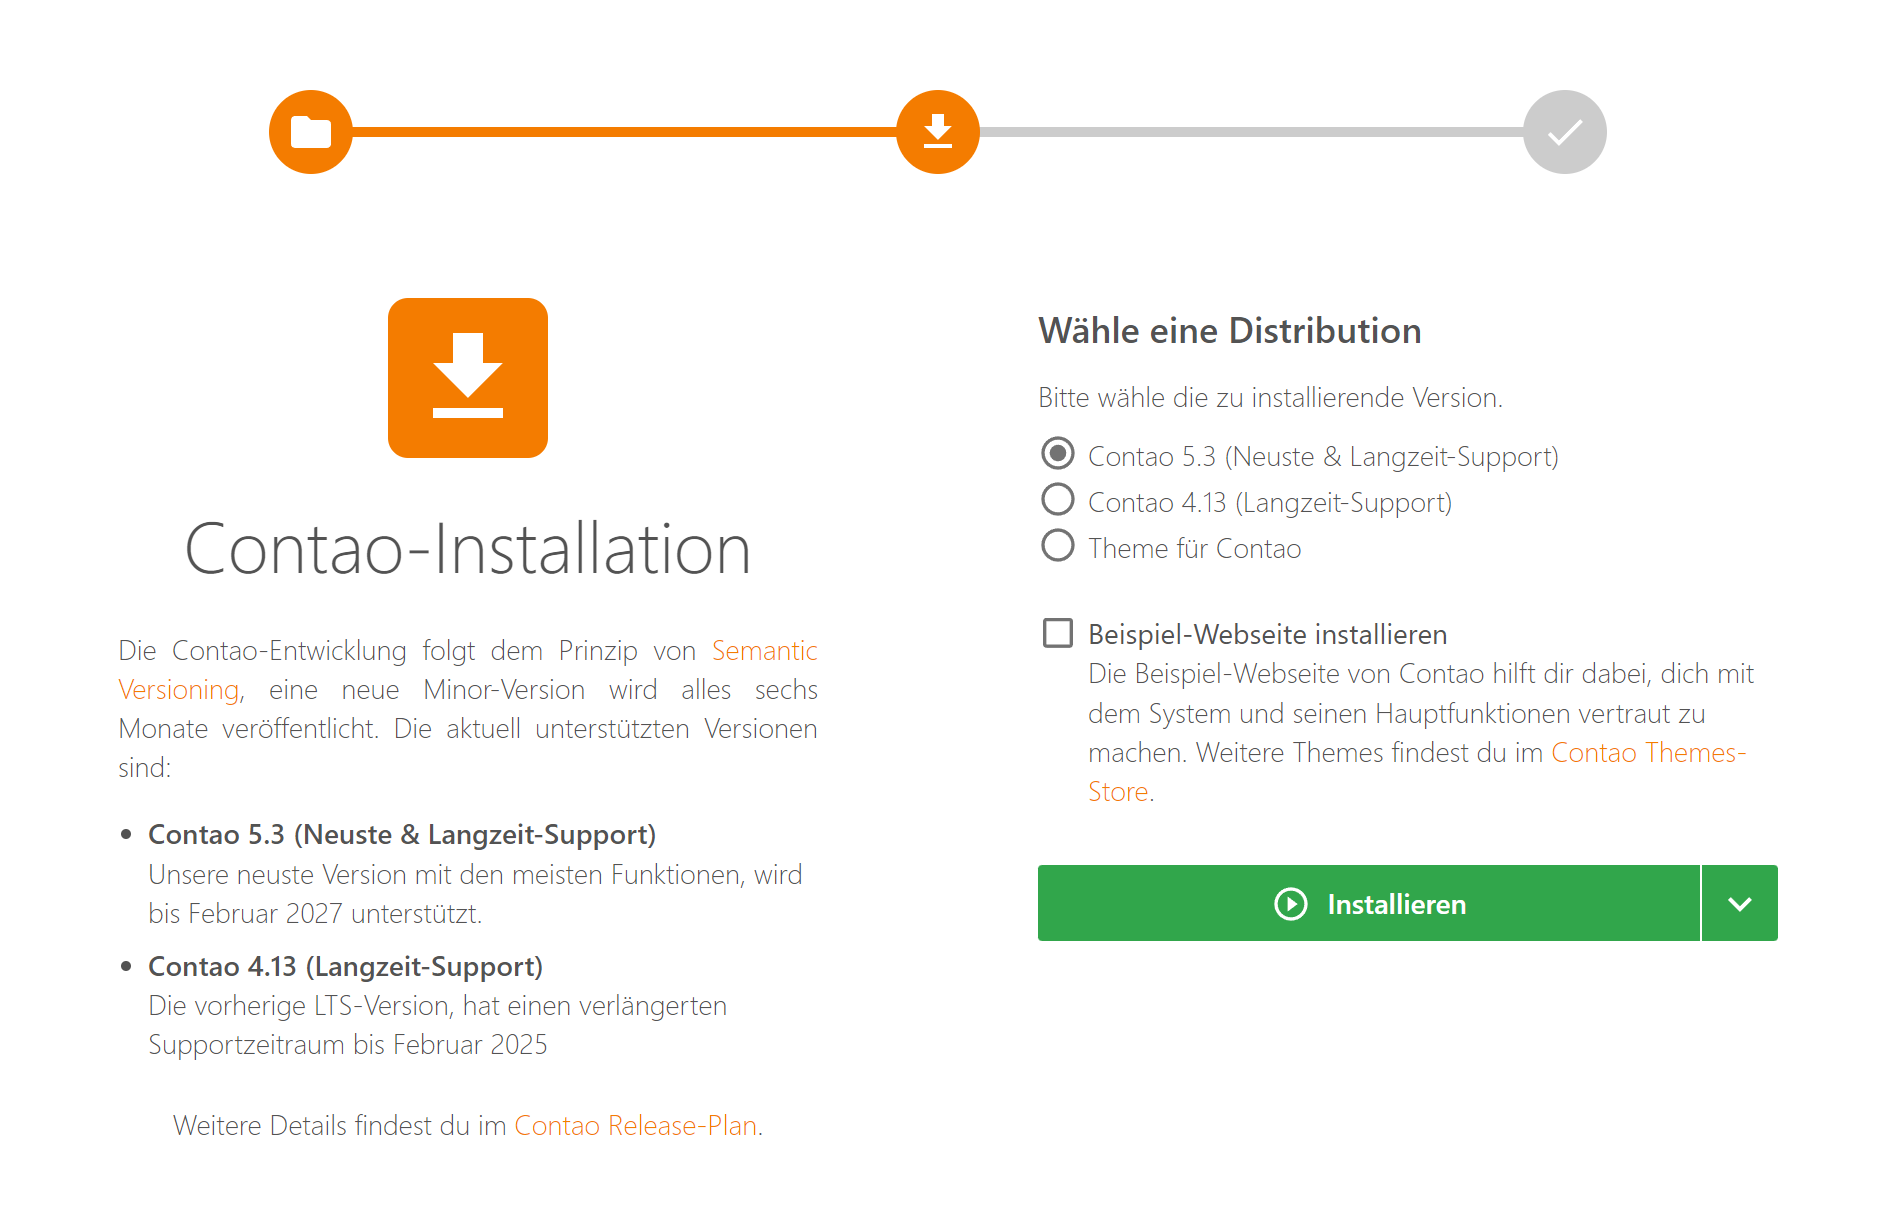 Contao-Installation
Die Contao-Entwicklung folgt dem Prinzip von Semantic
Versioning, eine neue Minor-Version wird alles sechs
Monate veröffentlicht. Die aktuell unterstützten Versionen
sind:
• Contao 5.3 (Neuste & Langzeit-Support)
Unsere neuste Version mit den meisten Funktionen, wird
bis Februar 2027 unterstützt.
• Contao 4.13 (Langzeit-Support)
Die vorherige LTS-Version, hat einen verlängerten
Supportzeitraum bis Februar 2025
Weitere Details findest du im Contao Release-Plan.
Wähle eine Distribution
Bitte wähle die zu installierende Version.
Contao 5.3 (Neuste & Langzeit-Support)
Contao 4.13 (Langzeit-Support)
Theme für Contao
Beispiel-Webseite installieren
Die Beispiel-Webseite von Contao hilft dir dabei, dich mit
dem System und seinen Hauptfunktionen vertraut zu
machen. Weitere Themes findest du im Contao Themes-
Store.
Installieren